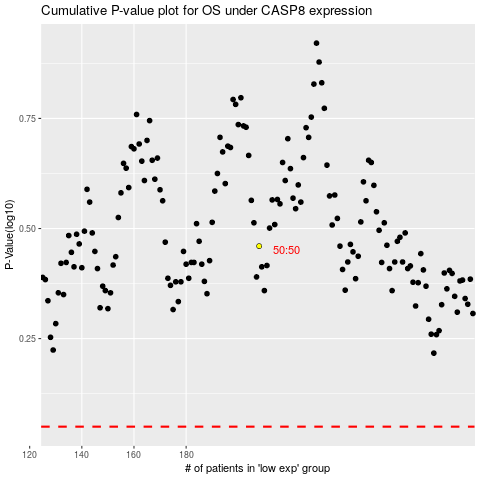 Cumulative P-value plot for OS under CASP8 expression
P-Value(log10)
0.75
0.50
0.25
50:50
120 140 160 180
# of patients in 'low exp' group